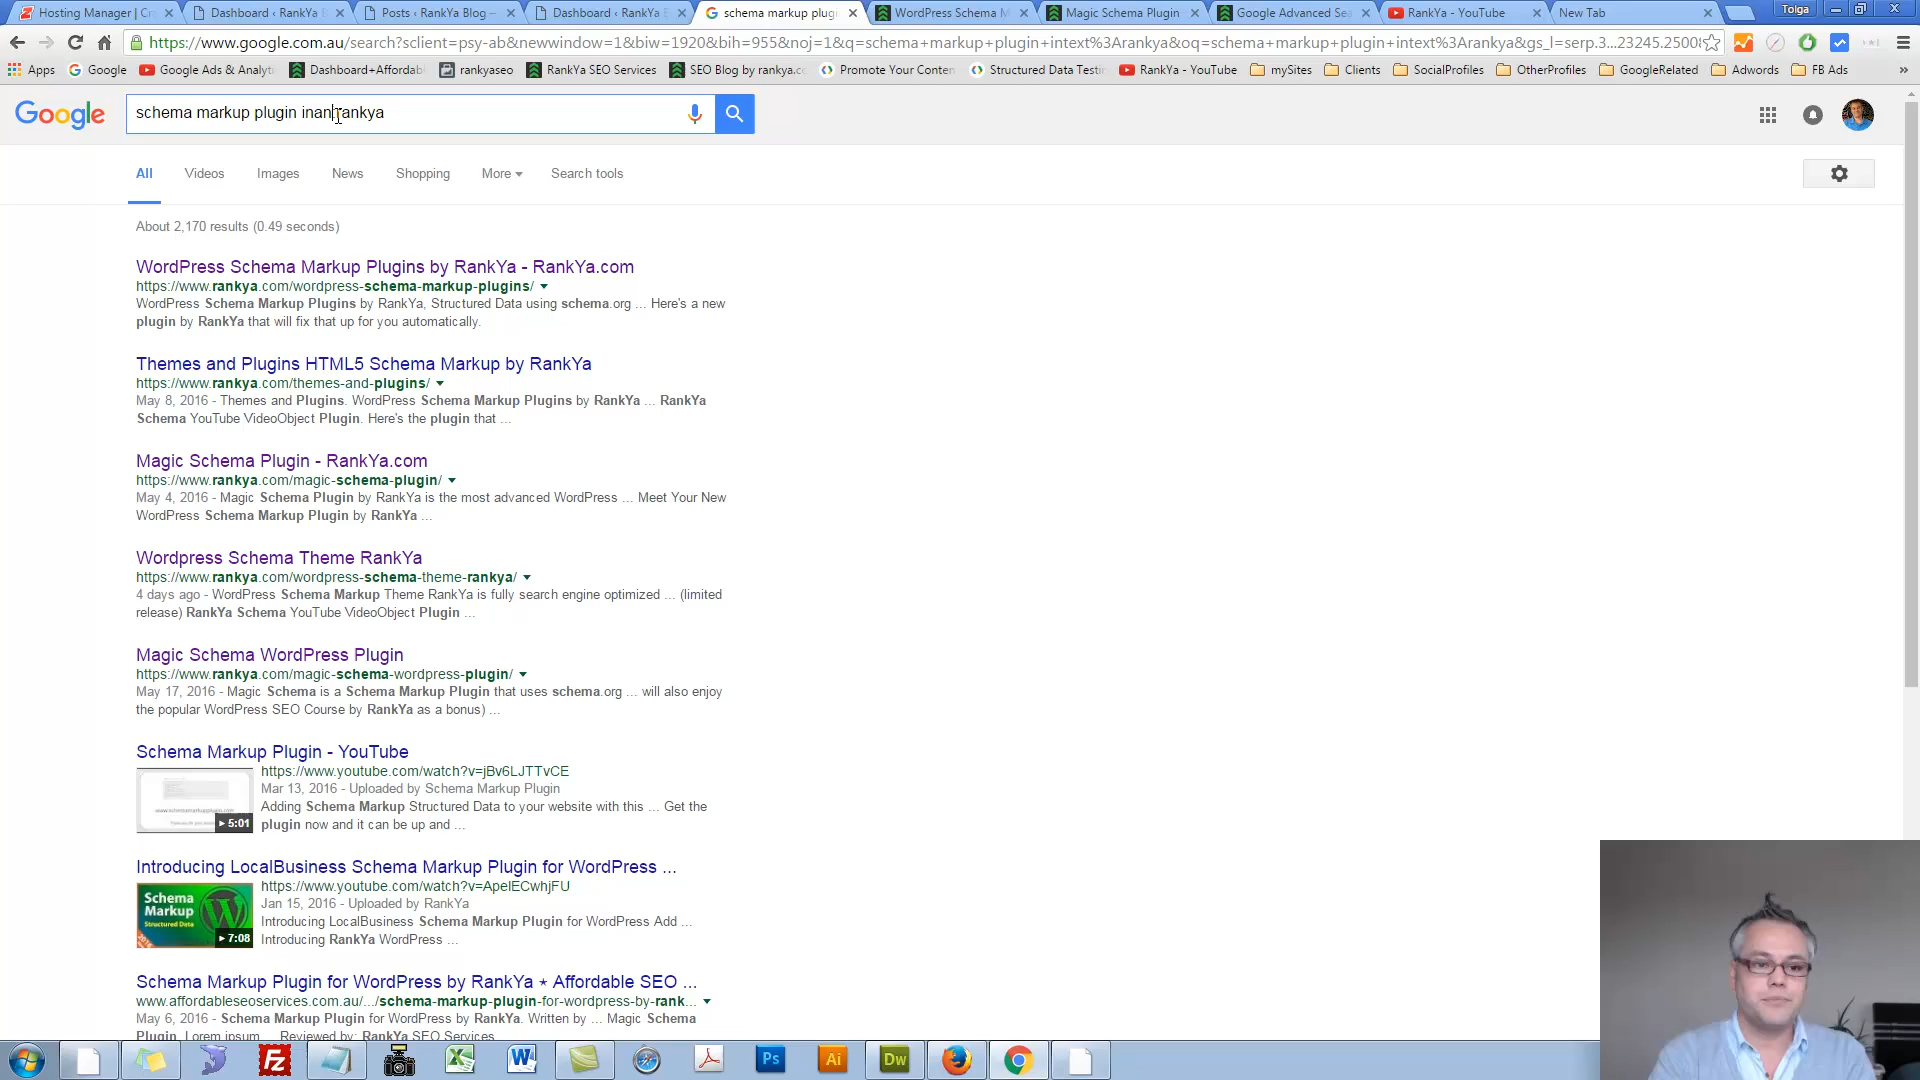 Hosting Manager | Cr
Dashboard ‹ RankYa B
Posts ‹ RankYa Blog —
Dashboard ‹ RankYa B
schema markup plugi
WordPress Schema M
Magic Schema Plugin
Google Advanced Sea
RankYa - YouTube
New Tab
Tolga
https://www.google.com.au/search?sclient=psy-ab&newwindow=1&biw=1920&bih=955&noj=1&q=schema+markup+plugin+intext%3Arankya&oq=schema+markup+plugin+intext%3Arankya&gs_l=serp.3...23245.2500
Apps
Google
Google Ads & Analyti
Dashboard+Affordab
rankyaseo
RankYa SEO Services
SEO Blog by rankya.co
Promote Your Conten
Structured Data Testin
RankYa - YouTube
mySites
Clients
SocialProfiles
OtherProfiles
GoogleRelated
Adwords
FB Ads
»
Google
schema markup plugin inan rankya
All
Videos
Images
News
Shopping
More
Search tools
About 2,170 results (0.49 seconds)
WordPress Schema Markup Plugins by RankYa - RankYa.com
https://www.rankya.com/wordpress-schema-markup-plugins/
WordPress Schema Markup Plugins by RankYa, Structured Data using schema.org ... Here's a new
plugin by RankYa that will fix that up for you automatically.
Themes and Plugins HTML5 Schema Markup by RankYa
https://www.rankya.com/themes-and-plugins/
May 8, 2016 - Themes and Plugins. WordPress Schema Markup Plugins by RankYa ... RankYa
Schema YouTube VideoObject Plugin. Here's the plugin that ...
Magic Schema Plugin - RankYa.com
https://www.rankya.com/magic-schema-plugin/
May 4, 2016 - Magic Schema Plugin by RankYa is the most advanced WordPress ... Meet Your New
WordPress Schema Markup Plugin by RankYa ...
Wordpress Schema Theme RankYa
https://www.rankya.com/wordpress-schema-theme-rankya/
4 days ago - WordPress Schema Markup Theme RankYa is fully search engine optimized ... (limited
release) RankYa Schema YouTube VideoObject Plugin ...
Magic Schema WordPress Plugin
https://www.rankya.com/magic-schema-wordpress-plugin/
May 17, 2016 - Magic Schema is a Schema Markup Plugin that uses schema.org ... will also enjoy
the popular WordPress SEO Course by RankYa as a bonus) ...
Schema Markup Plugin - YouTube
https://www.youtube.com/watch?v=jBv6LJTTvCE
Mar 13, 2016 - Uploaded by Schema Markup Plugin
Adding Schema Markup Structured Data to your website with this ... Get the
plugin now and it can be up and ...
5:01
Introducing LocalBusiness Schema Markup Plugin for WordPress ...
https://www.youtube.com/watch?v=ApelECwhjFU
Jan 15, 2016 - Uploaded by RankYa
Introducing LocalBusiness Schema Markup Plugin for WordPress Add ...
Introducing RankYa WordPress ...
Schema
Markup
Structured Data
7:08
Schema Markup Plugin for WordPress by RankYa ⋆ Affordable SEO ...
www.affordableseoservices.com.au/.../schema-markup-plugin-for-wordpress-by-rank...
May 6, 2016 - Schema Markup Plugin for WordPress by RankYa. Written by ... Magic Schema
Plugin. Lorem ipsum ... Reviewed by: RankYa SEO Services
Fz
W
Ps
Ai
Dw